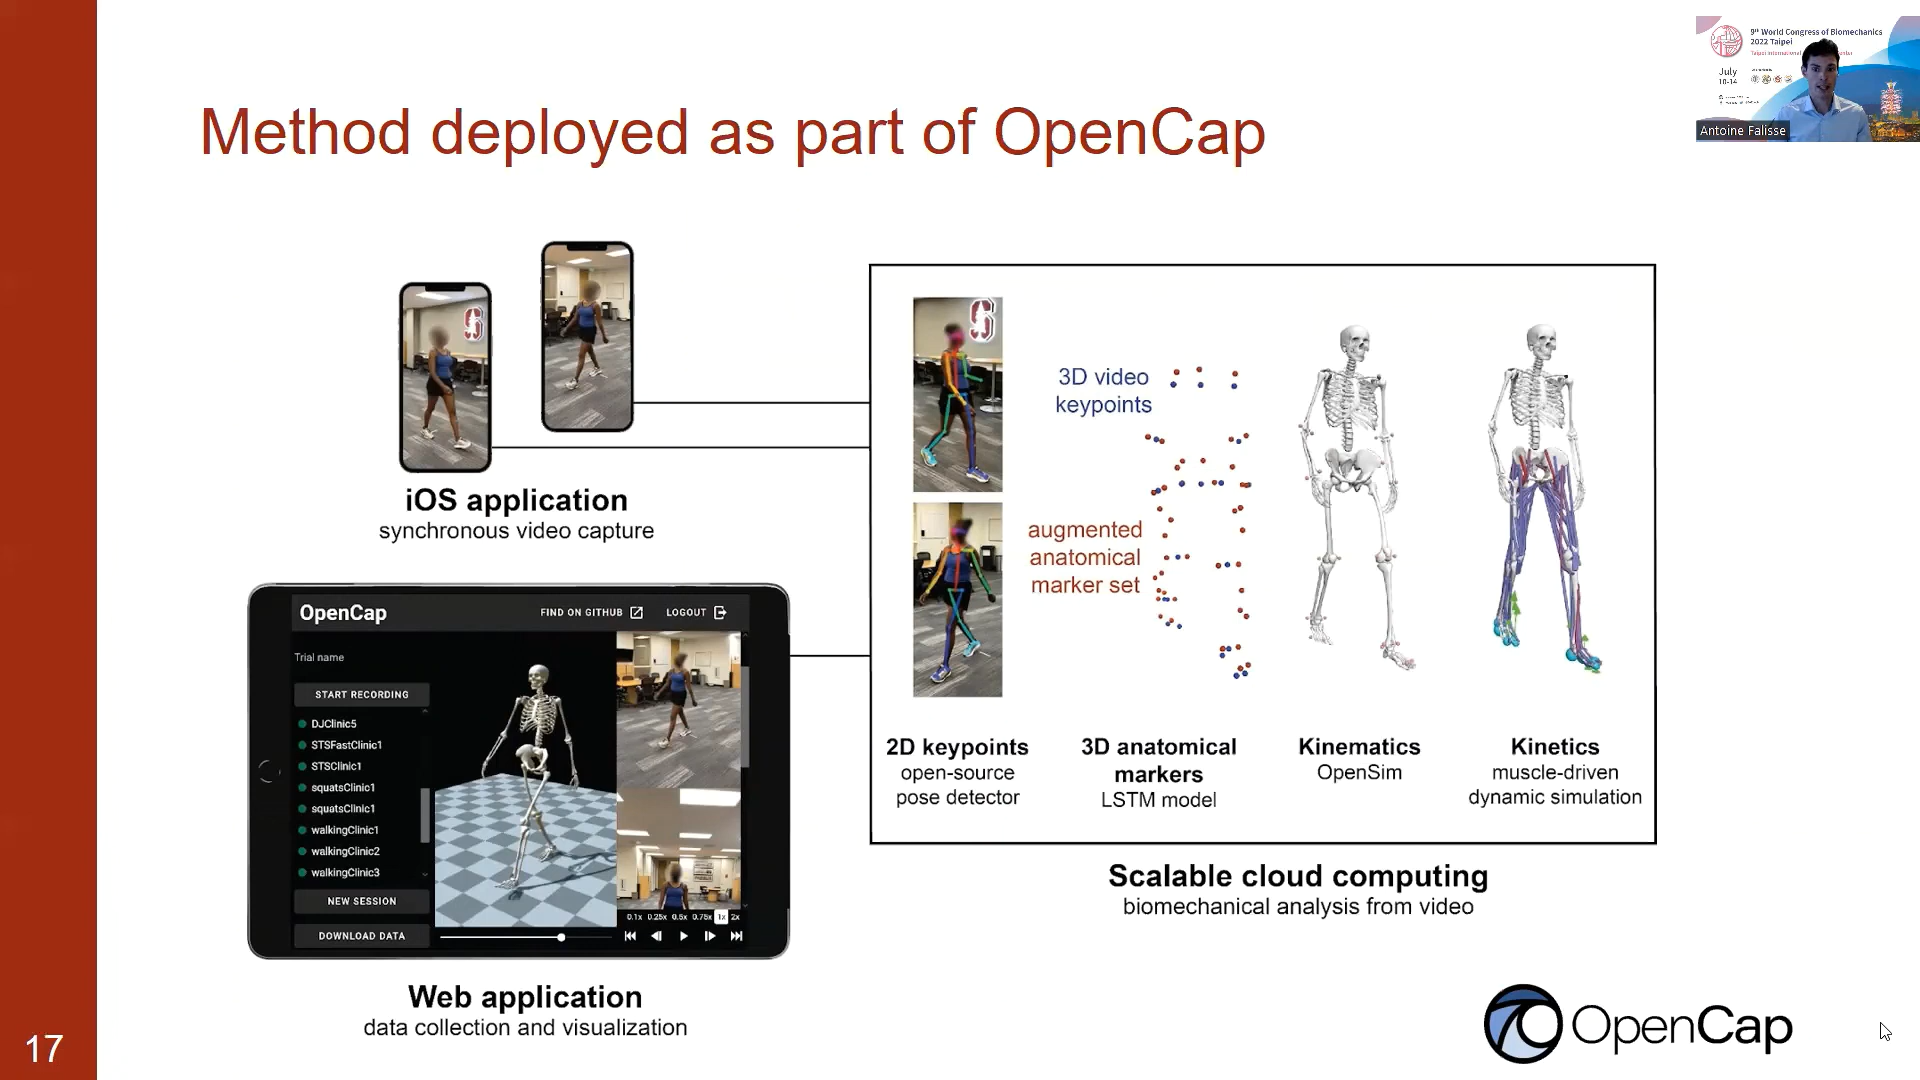 9th World Congress of Biomechanics
2022 Taipei
July
10-14
Antoine Falisse
Method deployed as part of OpenCap
iOS application
synchronous video capture
OpenCap
FIND ON GITHUB
LOGOUT
Trial name
START RECORDING
DJClinic5
STSFastClinic1
STSClinic1
squatsClinic1
squatsClinic1
walkingClinic1
walkingClinic2
walkingClinic3
NEW SESSION
DOWNLOAD DATA
0.1x 0.25x 0.5x 0.75x 1x 2x
Web application
data collection and visualization
3D video
keypoints
augmented
anatomical
marker set
2D keypoints
open-source
pose detector
3D anatomical
markers
LSTM model
Kinematics
OpenSim
Kinetics
muscle-driven
dynamic simulation
Scalable cloud computing
biomechanical analysis from video
OpenCap
17